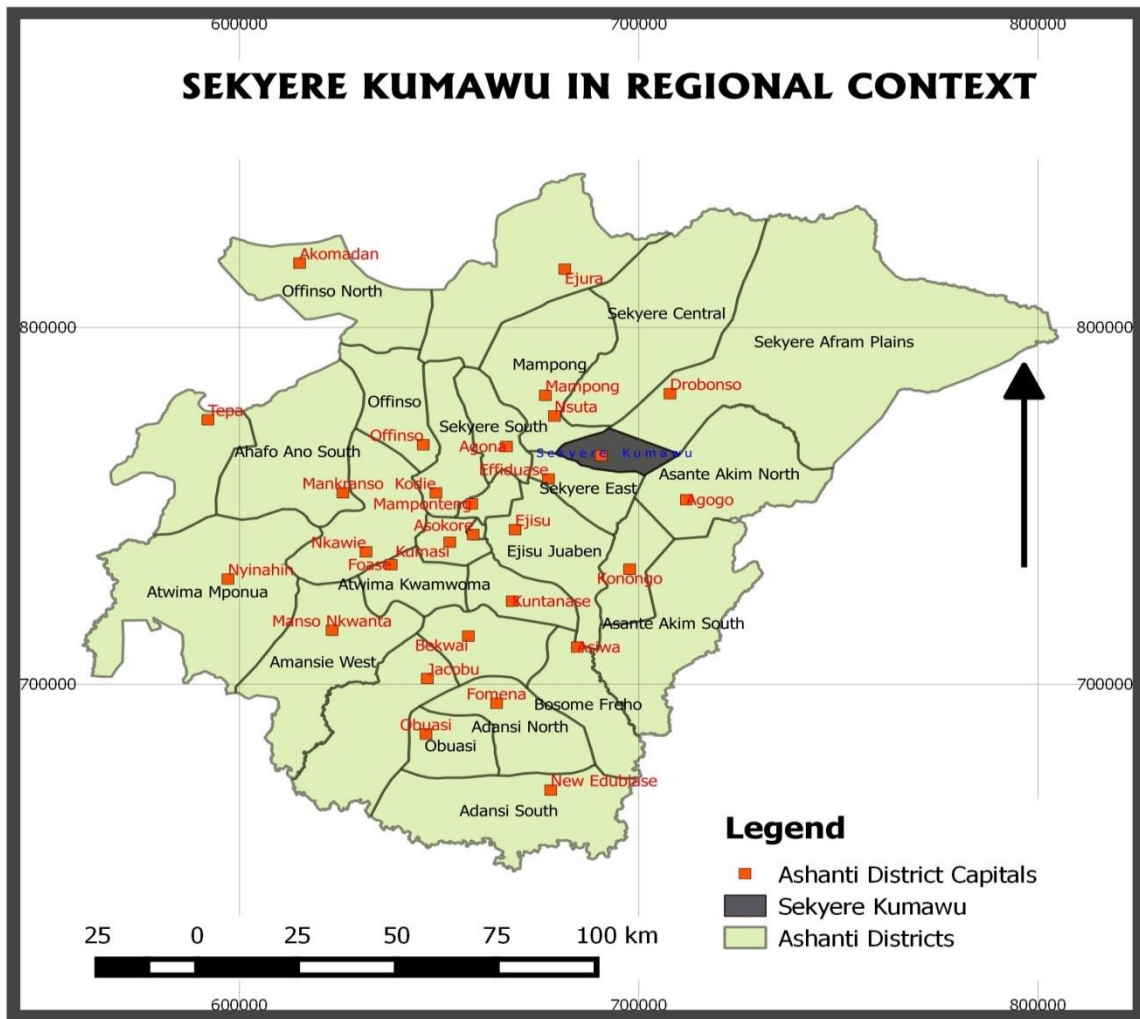 600000 700000 800000
SEKYERE KUMAWU IN REGIONAL CONTEXT
Akomadan
Offinso North
Ejura
Sekyere Central
800000 800000
Sekyere Afram Plains
Mampong
Mampong
Drobonso
Offinso
Nsuta
Tepa
Sekyere South
Offinso
Agona
Sekyere Kumawu
Ahafo Ano South
Effiduase
Asante Akim North
Mankranso
Kodie
Sekyere East
Mamponteng
Agogo
Asokore
Ejisu
Nkawie
Kumasi
Ejisu Juaben
Foase
Nyinahin
Atwima Kwamwoma
Konongo
Atwima Mponua
Kuntanase
Manso Nkwanta
Asante Akim South
Bekwai
Asiwa
Amansie West
Jacobu
700000 700000
Fomena
Bosome Freho
Obuasi
Adansi North
Obuasi
New Edubiase
Adansi South
Legend
Ashanti District Capitals
Sekyere Kumawu
Ashanti Districts
25 0 25 50 75 100 km
600000 700000 800000